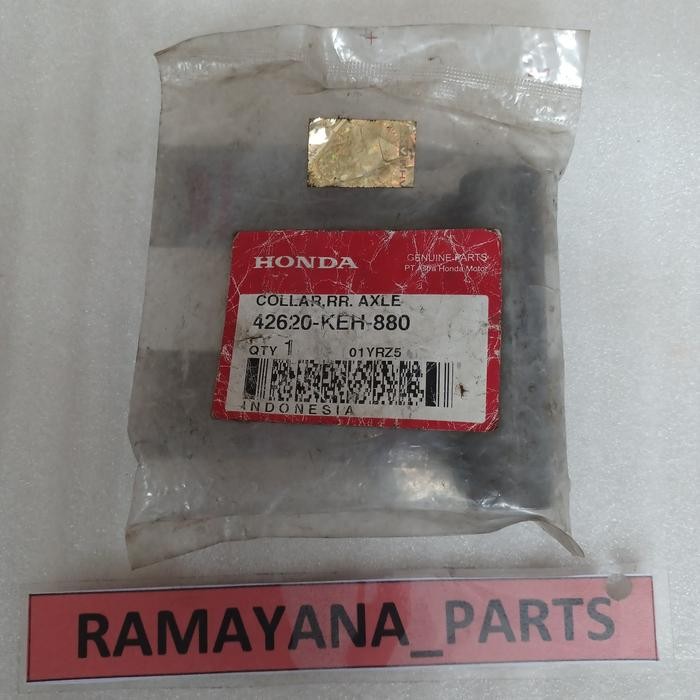 HONDA
GENUINE PARTS
PT Astra Honda Motor
COLLAR,RR. AXLE
42620-KEH-880
QTY 1 01YRZ5
INDONESIA
RAMAYANA_PARTS